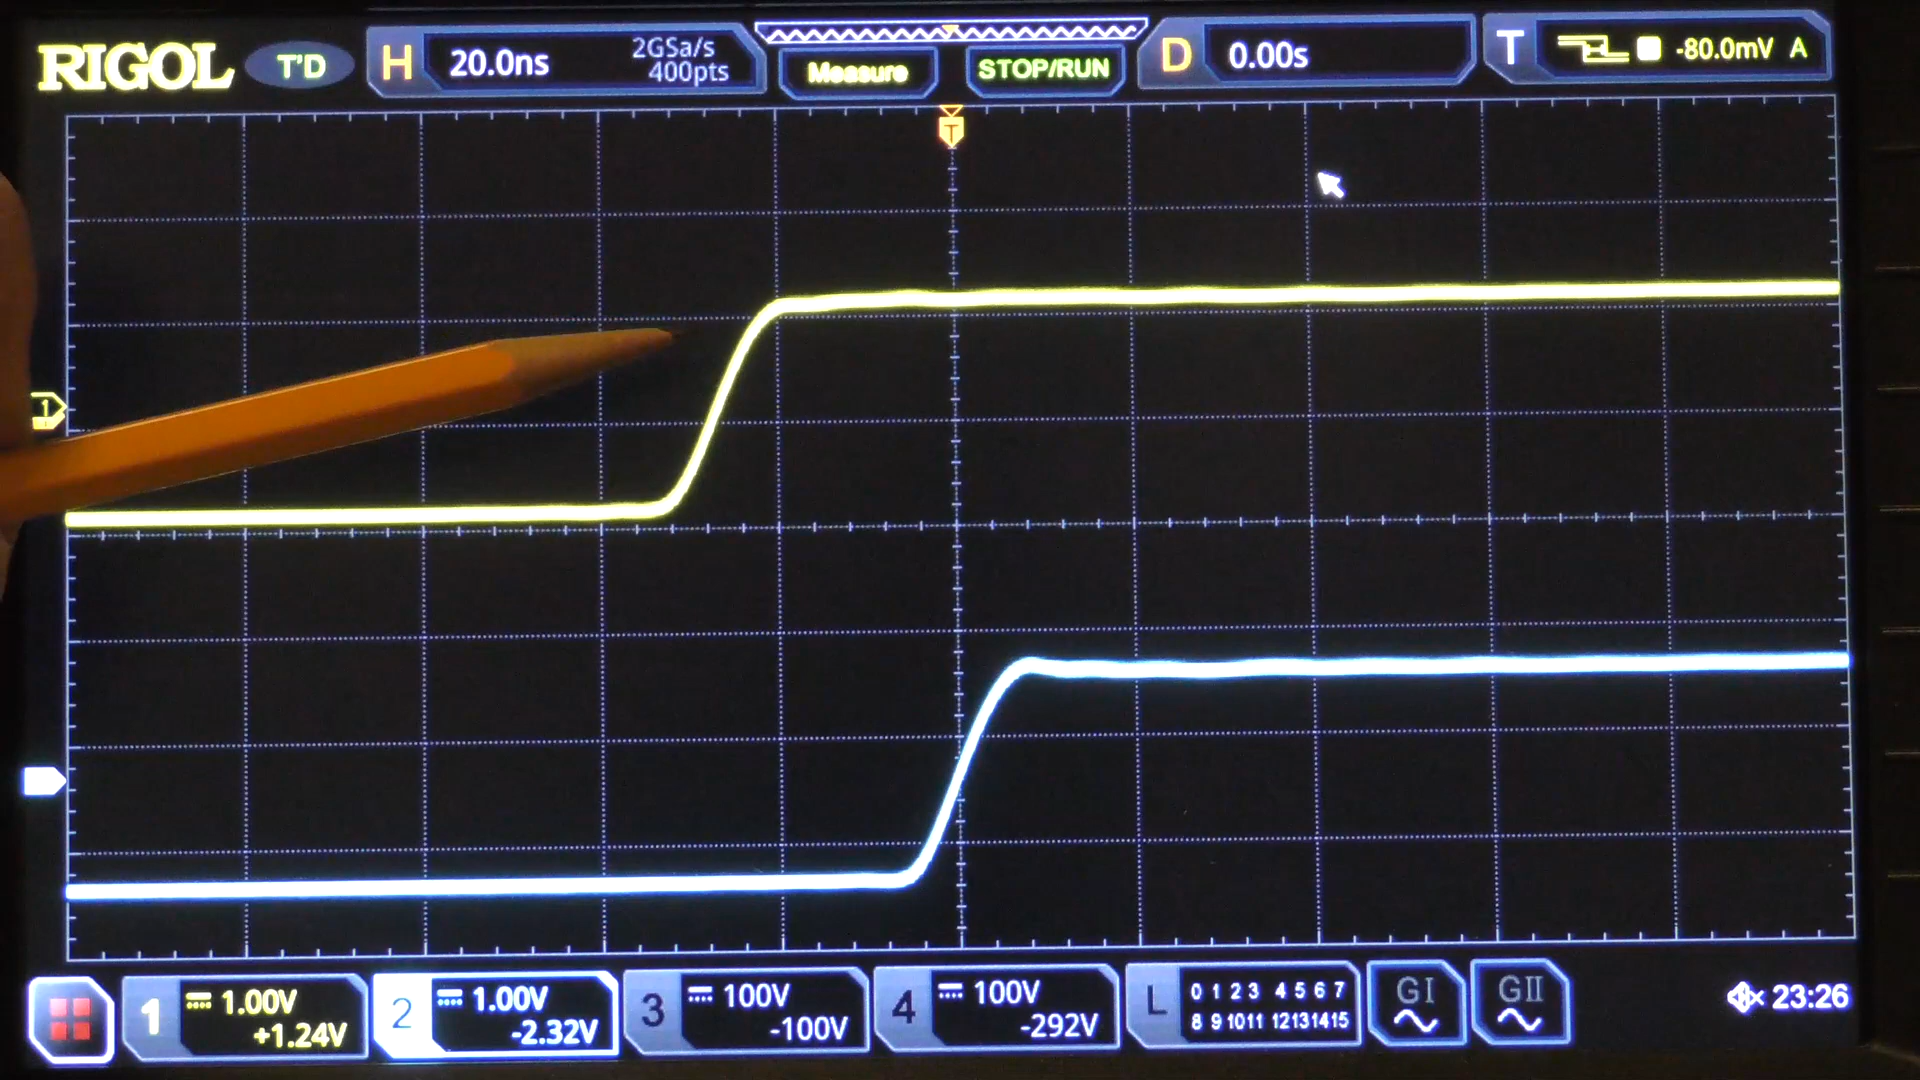 RIGOL T'D H 20.0ns 2GSa/s 400pts Measure STOP/RUN D 0.00s T -80.0mV A
T
1
1 1.00V +1.24V 2 1.00V -2.32V 3 100V -100V 4 100V -292V L 0 1 2 3 4 5 6 7 GI GII 23:26
8 9 10 11 12 13 14 15